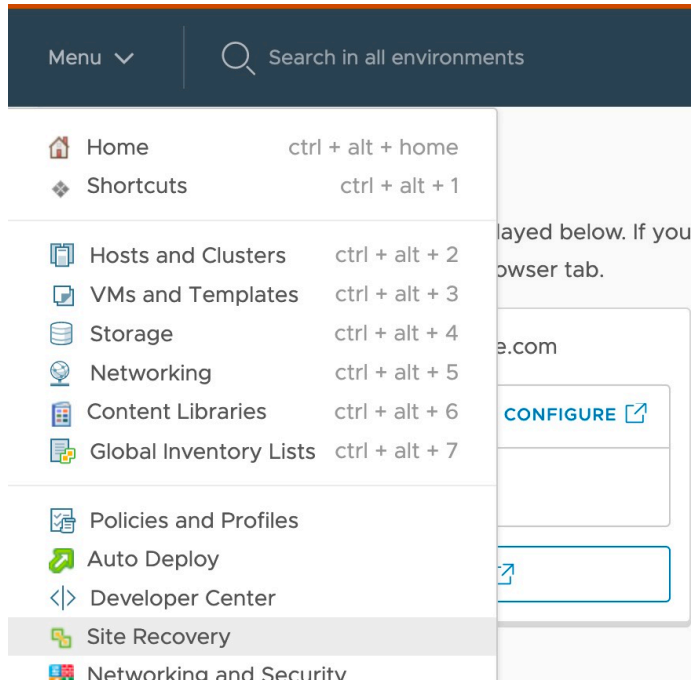 Menu
Search in all environments
Home ctrl + alt + home
Shortcuts ctrl + alt + 1
Hosts and Clusters ctrl + alt + 2
VMs and Templates ctrl + alt + 3
Storage ctrl + alt + 4
Networking ctrl + alt + 5
Content Libraries ctrl + alt + 6
Global Inventory Lists ctrl + alt + 7
Policies and Profiles
Auto Deploy
Developer Center
Site Recovery
Networking and Security
layed below. If you
owser tab.
e.com
CONFIGURE